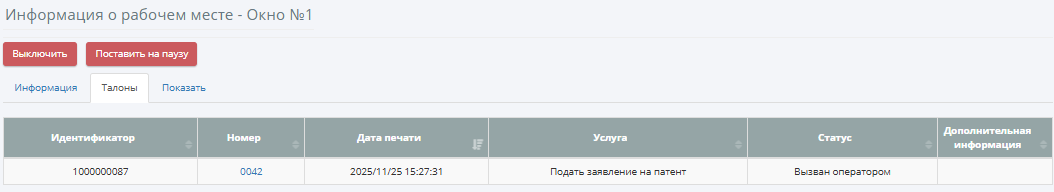 Информация о рабочем месте - Окно №1
Выключить Поставить на паузу
Информация Талоны Показать
Идентификатор Номер Дата печати Услуга Статус Дополнительная информация
1000000087 0042 2025/11/25 15:27:31 Подать заявление на патент Вызван оператором